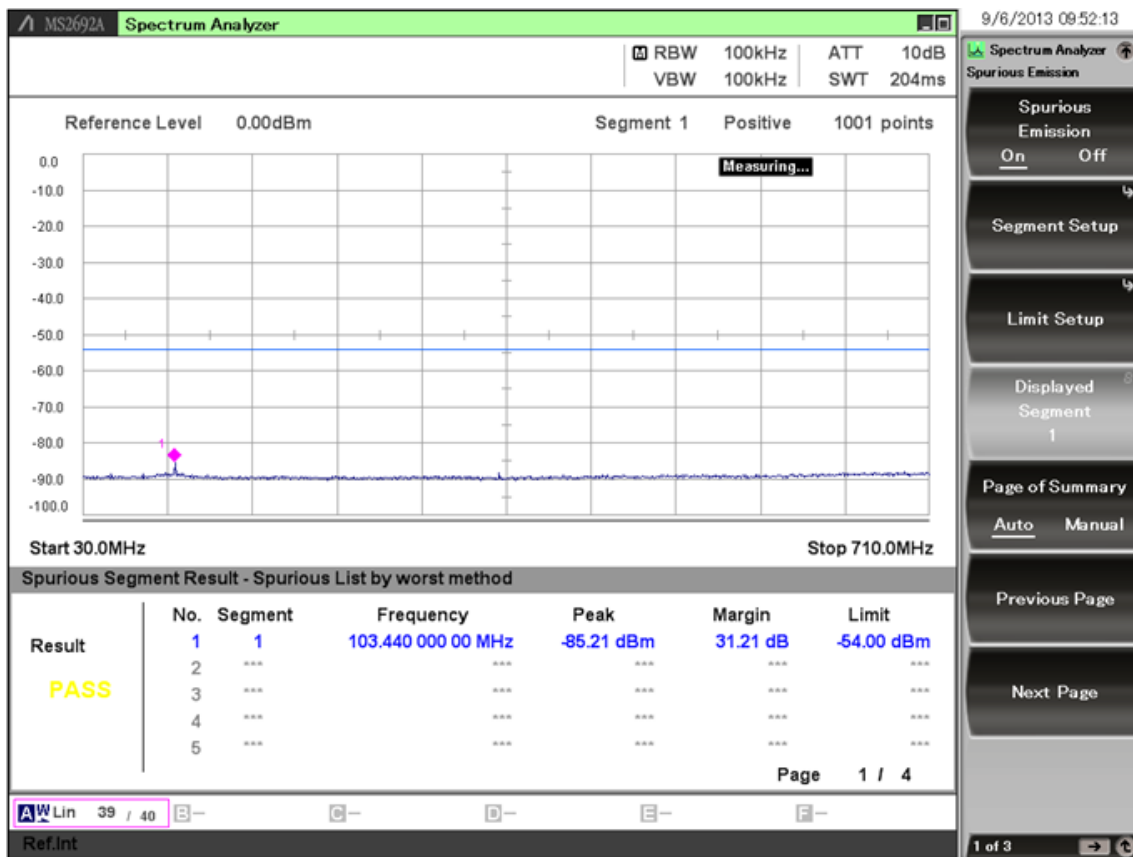 MS2692A Spectrum Analyzer
9/6/2013 09:52:13
RBW 100kHz ATT 10dB
VBW 100kHz SWT 204ms
Reference Level 0.00dBm Segment 1 Positive 1001 points
Measuring...
0.0
-10.0
-20.0
-30.0
-40.0
-50.0
-60.0
-70.0
-80.0
-90.0
-100.0
1
Start 30.0MHz Stop 710.0MHz
Spurious Segment Result - Spurious List by worst method
No. Segment Frequency Peak Margin Limit
Result
PASS
1 1 103.440 000 00 MHz -85.21 dBm 31.21 dB -54.00 dBm
2 *** *** *** *** ***
3 *** *** *** *** ***
4 *** *** *** *** ***
5 *** *** *** *** ***
Page 1 / 4
A W Lin 39 / 40 B- C- D- E- F-
Ref.Int
Spectrum Analyzer
Spurious Emission
Spurious
Emission
On Off
Segment Setup
Limit Setup
Displayed
Segment
1
Page of Summary
Auto Manual
Previous Page
Next Page
1 of 3